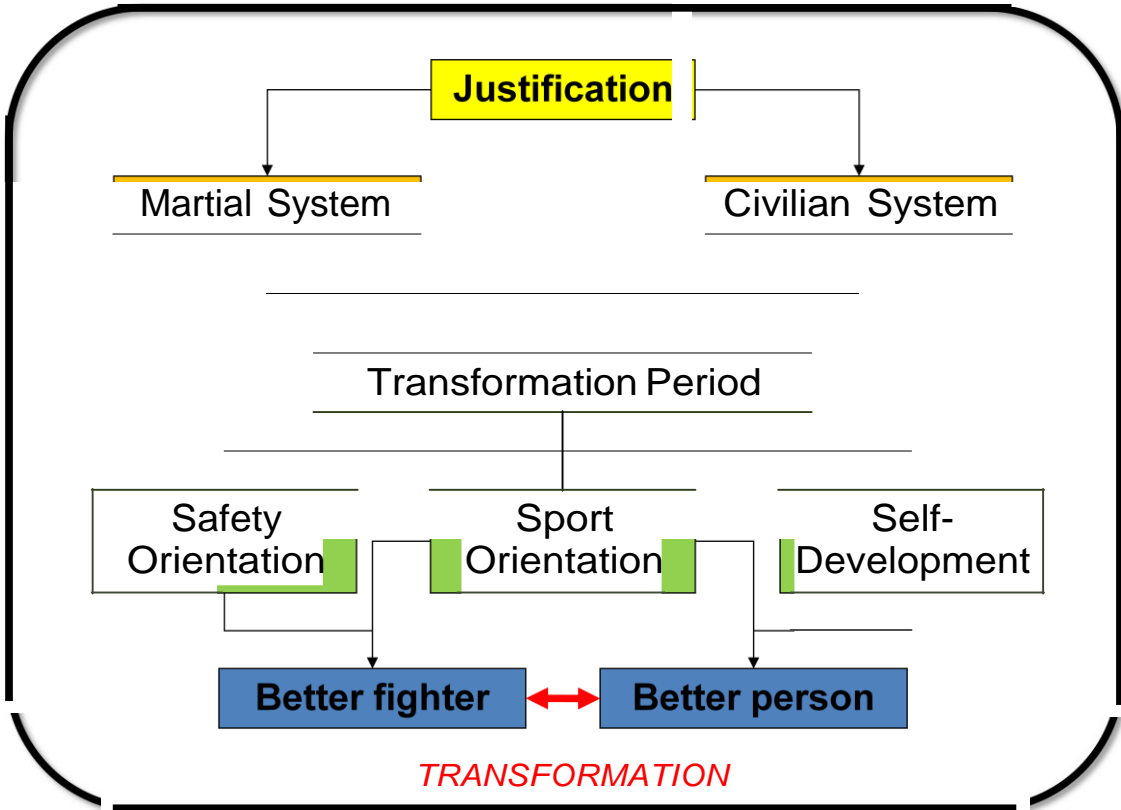 Justification
Martial System
Civilian System
Transformation Period
Safety
Orientation
Sport
Orientation
Self-
Development
Better fighter
Better person
TRANSFORMATION